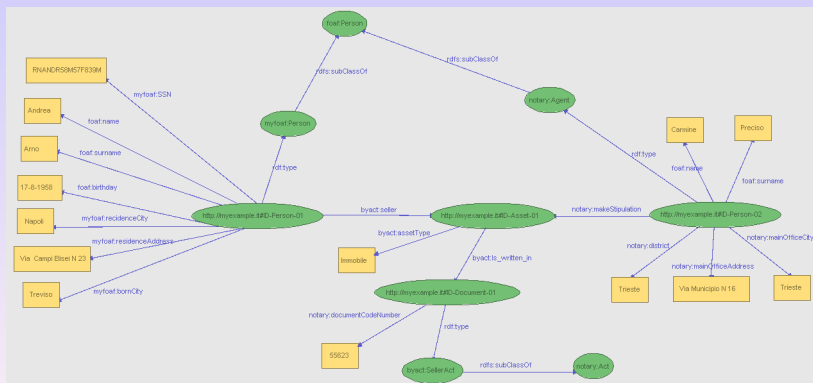 foaf:Person
rdfs:subClassOf
rdfs:subClassOf
RNANDR58M57F839M
myfoaf:SSN
notary:Agent
Andrea
foaf:name
myfoaf:Person
Carmine
Preciso
Arno
foaf:surname
rdf:type
rdf:type
foaf:name
foaf:surname
17-8-1958
foaf:birthday
Napoli
myfoaf:recidenceCity
http://myexample.it#ID-Person-01
byact:seller
http://myexample.it#ID-Asset-01
notary:makeStipulation
http://myexample.it#ID-Person-02
myfoaf:residenceAddress
byact:assetType
notary:district
notary:mainOfficeCity
Via Campi Elisei N 23
Immobile
byact:Is_written_in
notary:mainOfficeAddress
Treviso
myfoaf:bornCity
http://myexample.it#ID-Document-01
Trieste
Via Municipio N 16
Trieste
notary:documentCodeNumber
rdf:type
55623
byact:SellerAct
rdfs:subClassOf
notary:Act